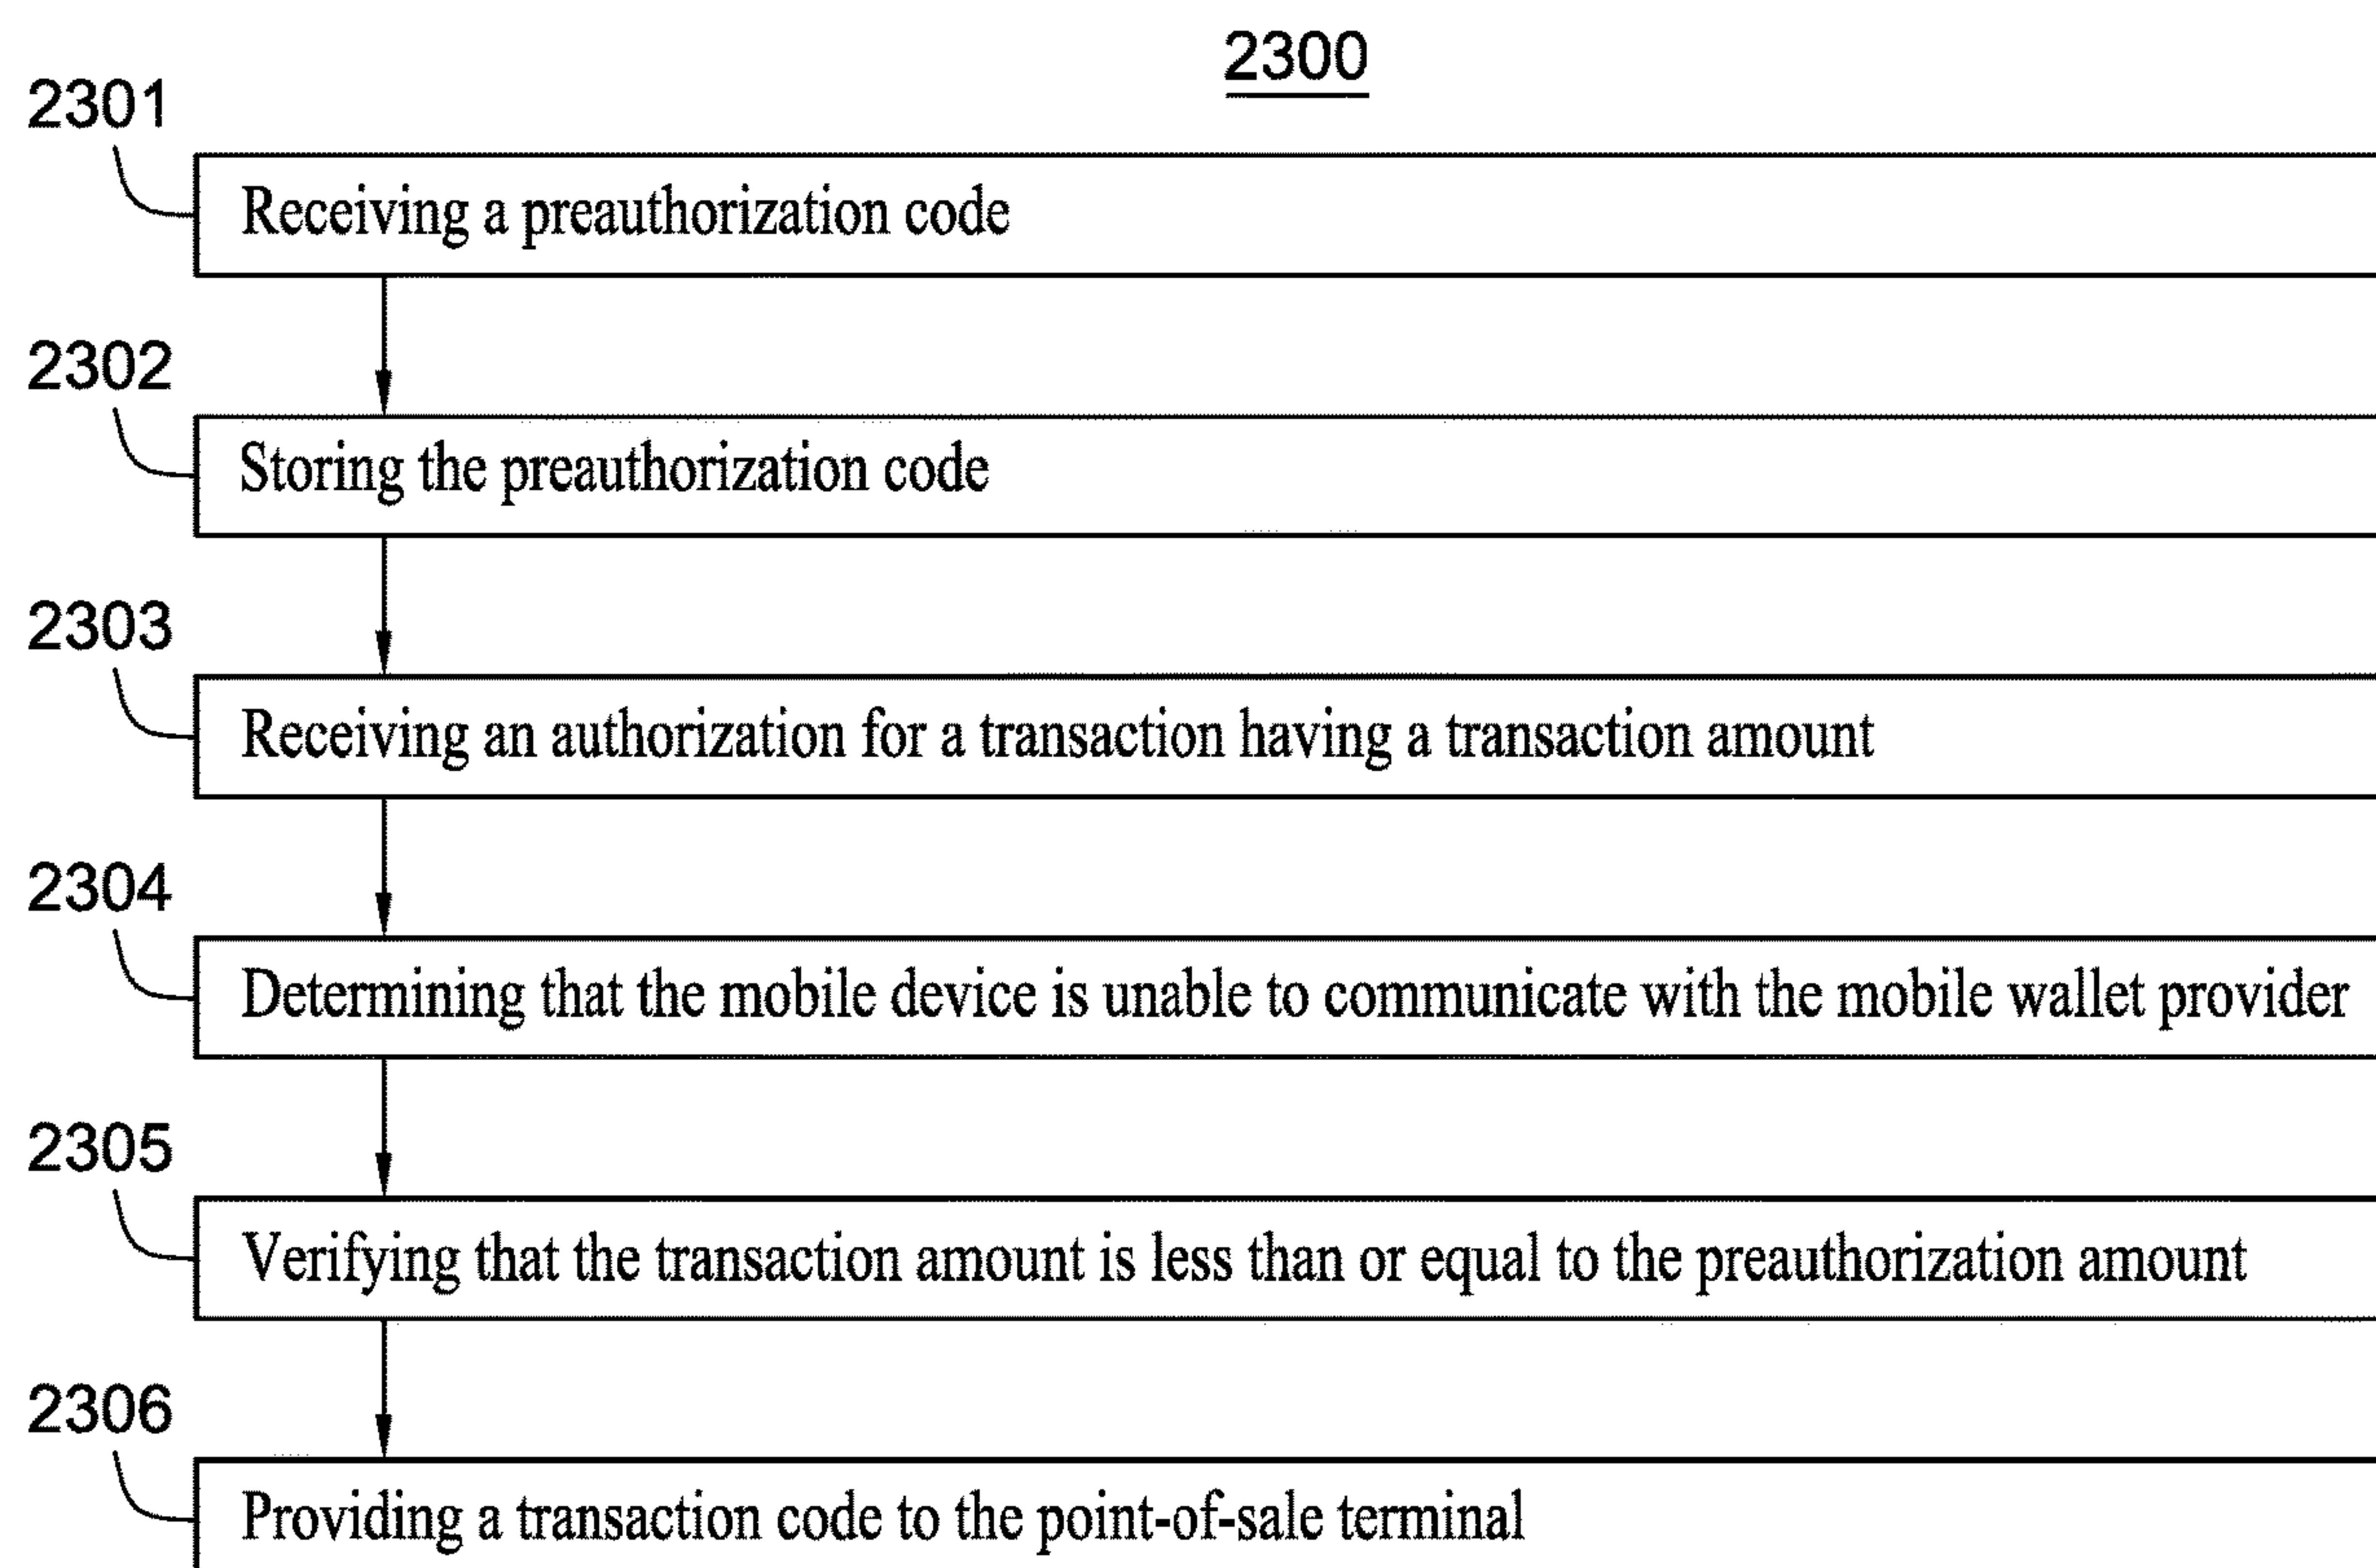 2300
2301
Receiving a preauthorization code
2302
Storing the preauthorization code
2303
Receiving an authorization for a transaction having a transaction amount
2304
Determining that the mobile device is unable to communicate with the mobile wallet provider
2305
Verifying that the transaction amount is less than or equal to the preauthorization amount
2306
Providing a transaction code to the point-of-sale terminal